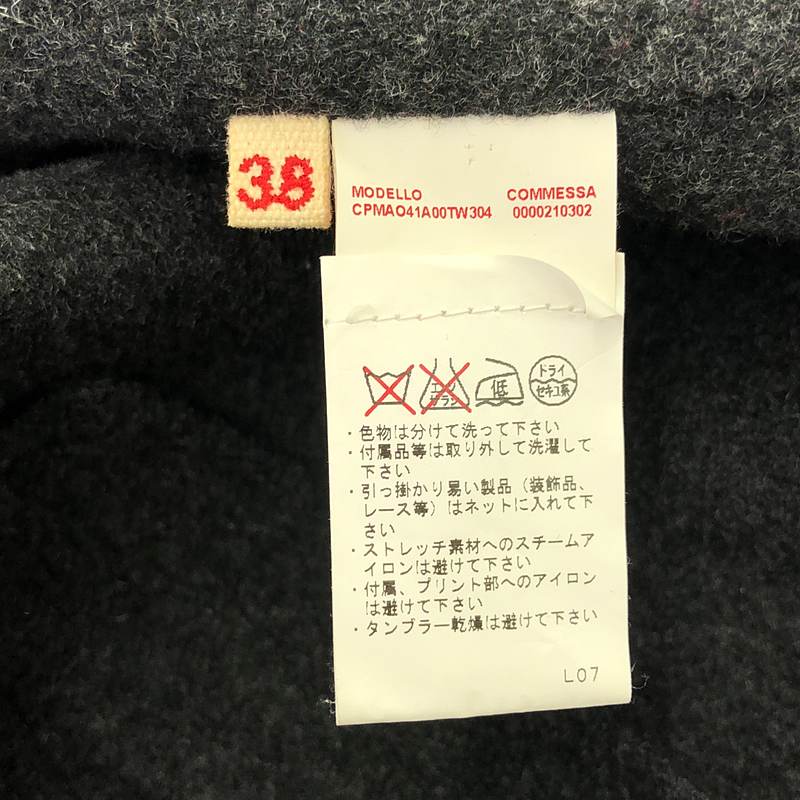 38
MODELLO COMMESSA
CPMAO41A00TW304 0000210302
エンソ
サラシ
低
ドライ
セキユ系
・色物は分けて洗って下さい
・付属品等は取り外して洗濯して
下さい
・引っ掛かり易い製品（装飾品、
レース等）はネットに入れて下
さい
・ストレッチ素材へのスチームア
イロンは避けて下さい
・付属、プリント部へのアイロン
は避けて下さい
・タンブラー乾燥は避けて下さい
L07